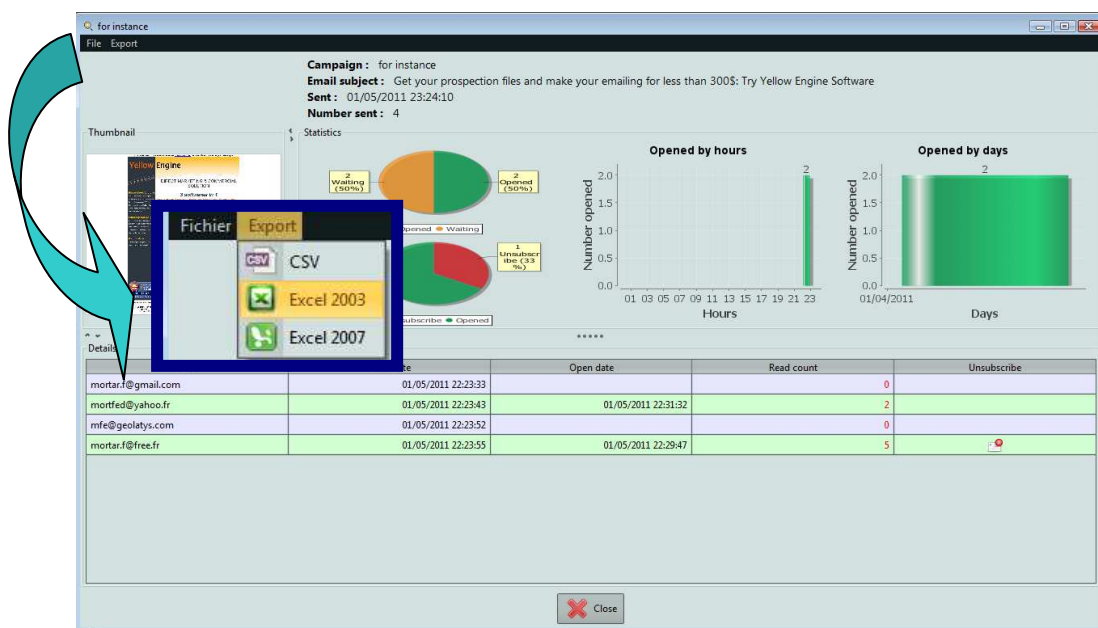 for instance
File Export
Campaign : for instance
Email subject : Get your prospection files and make your emailing for less than 300$: Try Yellow Engine Software
Sent : 01/05/2011 23:24:10
Number sent : 4
Thumbnail
Statistics
Yellow Engine
2
Waiting
(50%)
2
Opened
(50%)
Opened Waiting
1
Unsubscr
ibe (33
%)
Opened
Opened by hours
Number opened
2.0
1.5
1.0
0.5
0.0
2
01 03 05 07 09 11 13 15 17 19 21 23
Hours
Opened by days
Number opened
2.0
1.5
1.0
0.5
0.0
2
01/04/2011
Days
Fichier Export
CSV CSV
Excel 2003
Excel 2007
Details
Open date Read count Unsubscribe
mortar.f@gmail.com 01/05/2011 22:23:33 0
mortfed@yahoo.fr 01/05/2011 22:23:43 01/05/2011 22:31:32 2
mfe@geolatys.com 01/05/2011 22:23:52 0
mortar.f@free.fr 01/05/2011 22:23:55 01/05/2011 22:29:47 5
Close